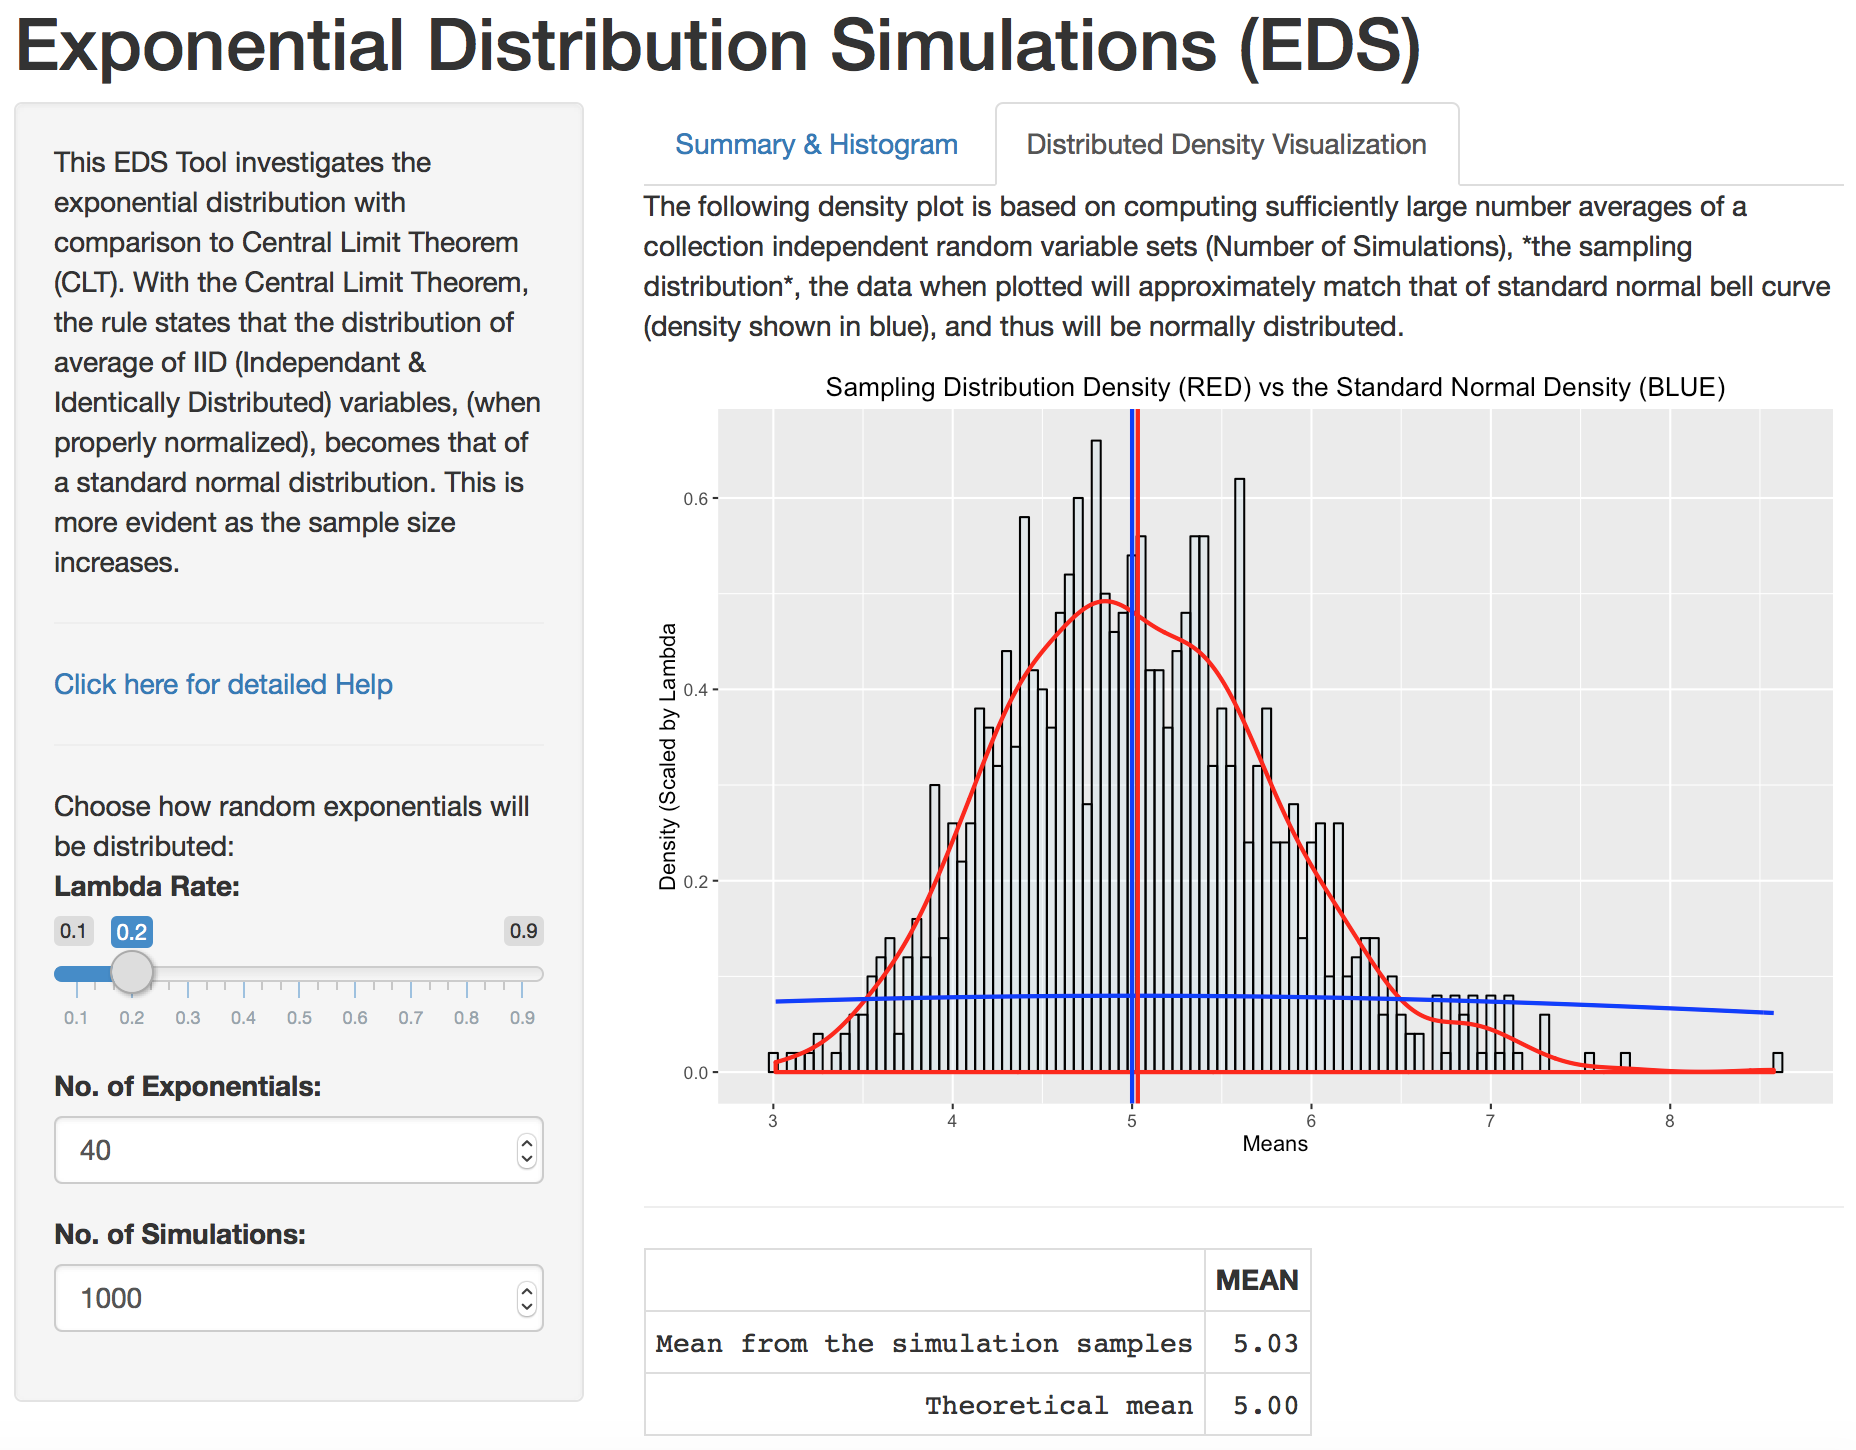 Exponential Distribution Simulations (EDS)
This EDS Tool investigates the
exponential distribution with
comparison to Central Limit Theorem
(CLT). With the Central Limit Theorem,
the rule states that the distribution of
average of IID (Independant &
Identically Distributed) variables, (when
properly normalized), becomes that of
a standard normal distribution. This is
more evident as the sample size
increases.
Click here for detailed Help
Choose how random exponentials will
be distributed:
Lambda Rate:
0.1 0.2 0.9
0.1 0.2 0.3 0.4 0.5 0.6 0.7 0.8 0.9
No. of Exponentials:
40
No. of Simulations:
1000
Summary & Histogram Distributed Density Visualization
The following density plot is based on computing sufficiently large number averages of a
collection independent random variable sets (Number of Simulations), *the sampling
distribution*, the data when plotted will approximately match that of standard normal bell curve
(density shown in blue), and thus will be normally distributed.
Sampling Distribution Density (RED) vs the Standard Normal Density (BLUE)
Density (Scaled by Lambda
0.6
0.4
0.2
0.0
3 4 5 6 7 8
Means
MEAN
Mean from the simulation samples 5.03
Theoretical mean 5.00